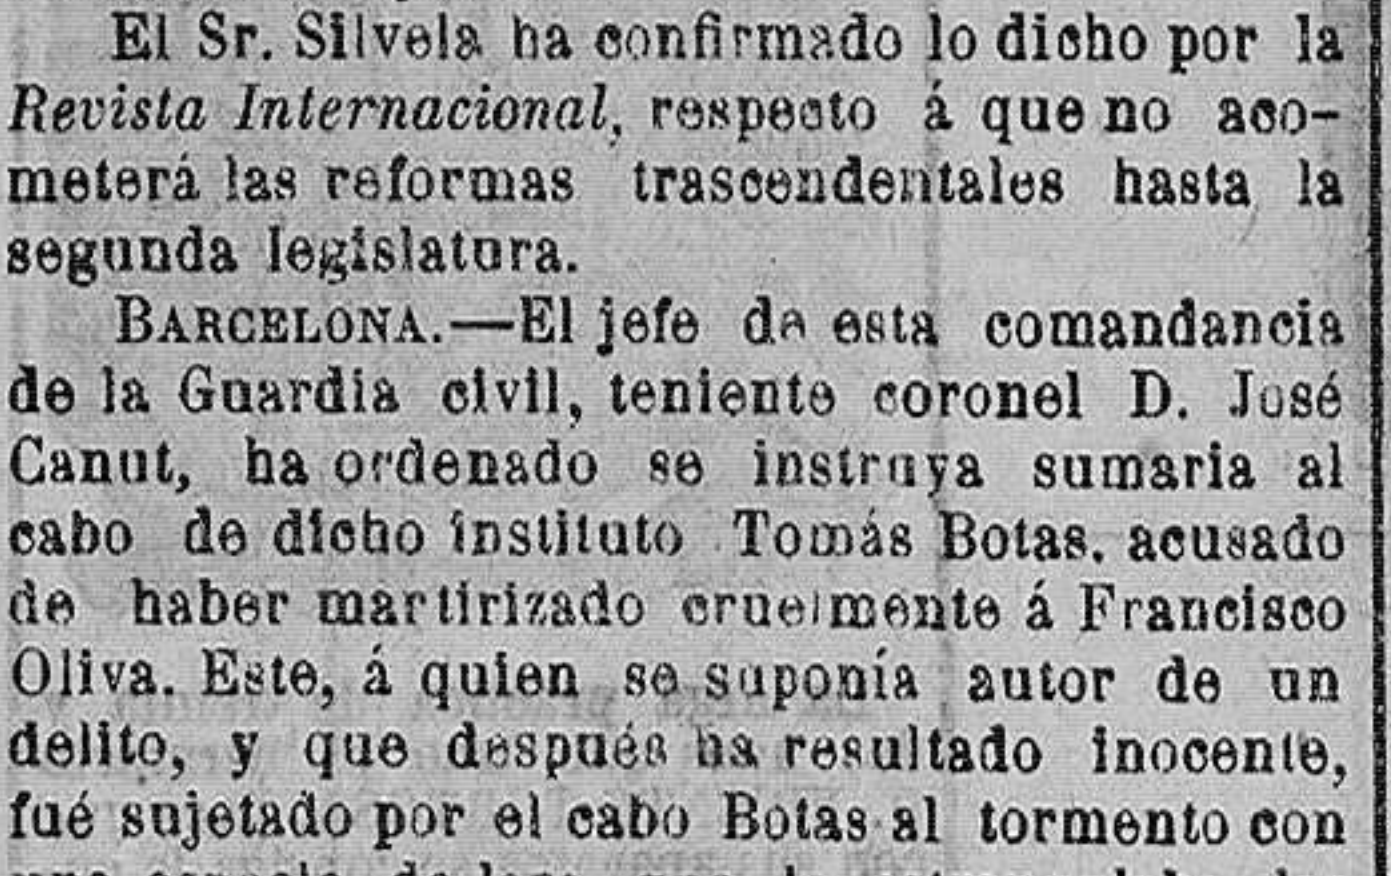 El Sr. Silvela ha confirmado lo dicho por la
Revista Internacional, respecto á que no aco-
meterá las reformas trascendentales hasta la
segunda legislatura.
BARCELONA.—El jefe de esta comandancia
de la Guardia civil, teniente coronel D. José
Canut, ha ordenado se instruya sumaria al
cabo de dicho instituto Tomás Botas, acusado
de haber martirizado cruelmente á Francisco
Oliva. Este, á quien se suponía autor de un
delito, y que después ha resultado inocente,
fué sujetado por el cabo Botas al tormento con